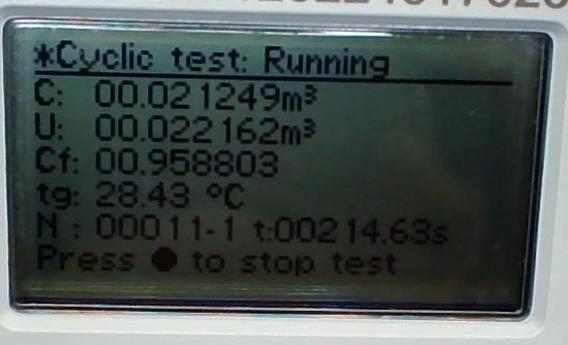 *Cyclic test: Running
C: 00.021249m³
U: 00.022162m³
Cf: 00.958803
tg: 28.43 °C
N : 00011-1 t:00214.63s
Press ● to stop test